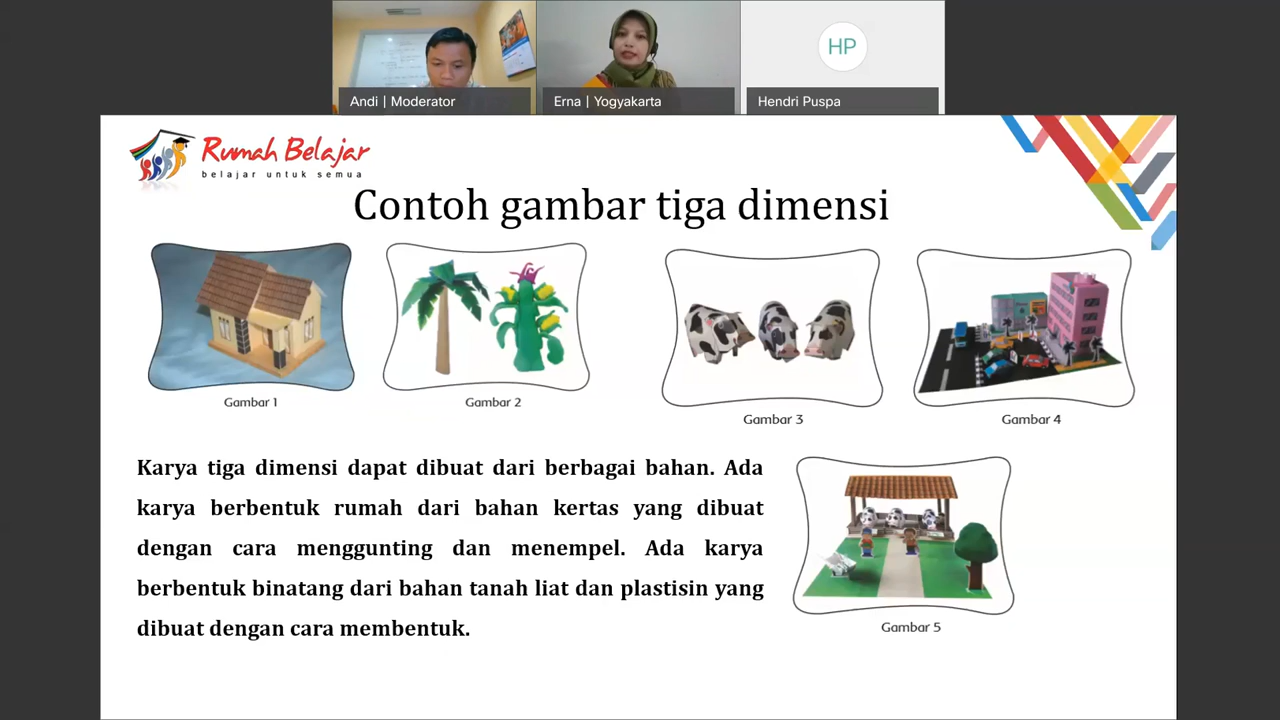 Andi | Moderator
Erna | Yogyakarta
HP
Hendri Puspa
Rumah Belajar
belajar untuk semua
Contoh gambar tiga dimensi
Gambar 1
Gambar 2
Gambar 3
Gambar 4
Karya tiga dimensi dapat dibuat dari berbagai bahan. Ada
karya berbentuk rumah dari bahan kertas yang dibuat
dengan cara menggunting dan menempel. Ada karya
berbentuk binatang dari bahan tanah liat dan plastisin yang
dibuat dengan cara membentuk.
Gambar 5